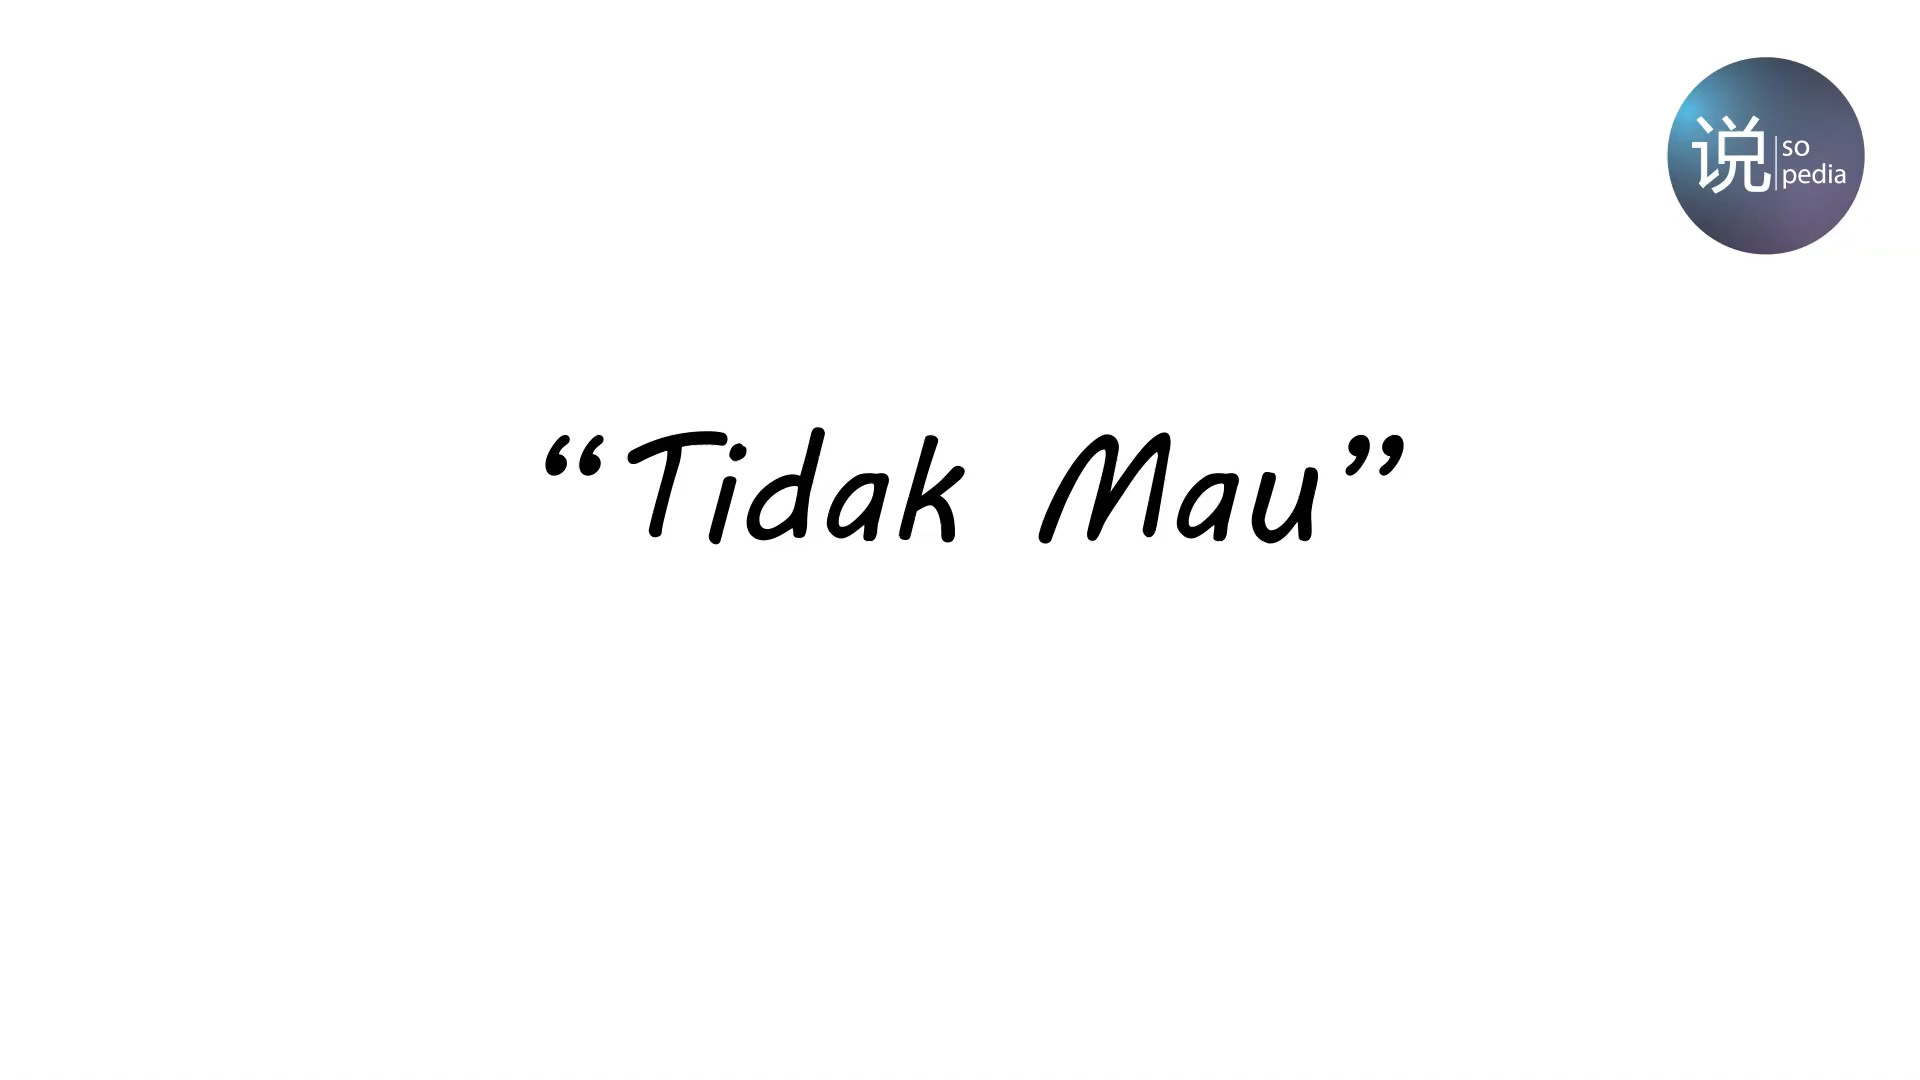 说 so
pedia
“Tidak Mau”